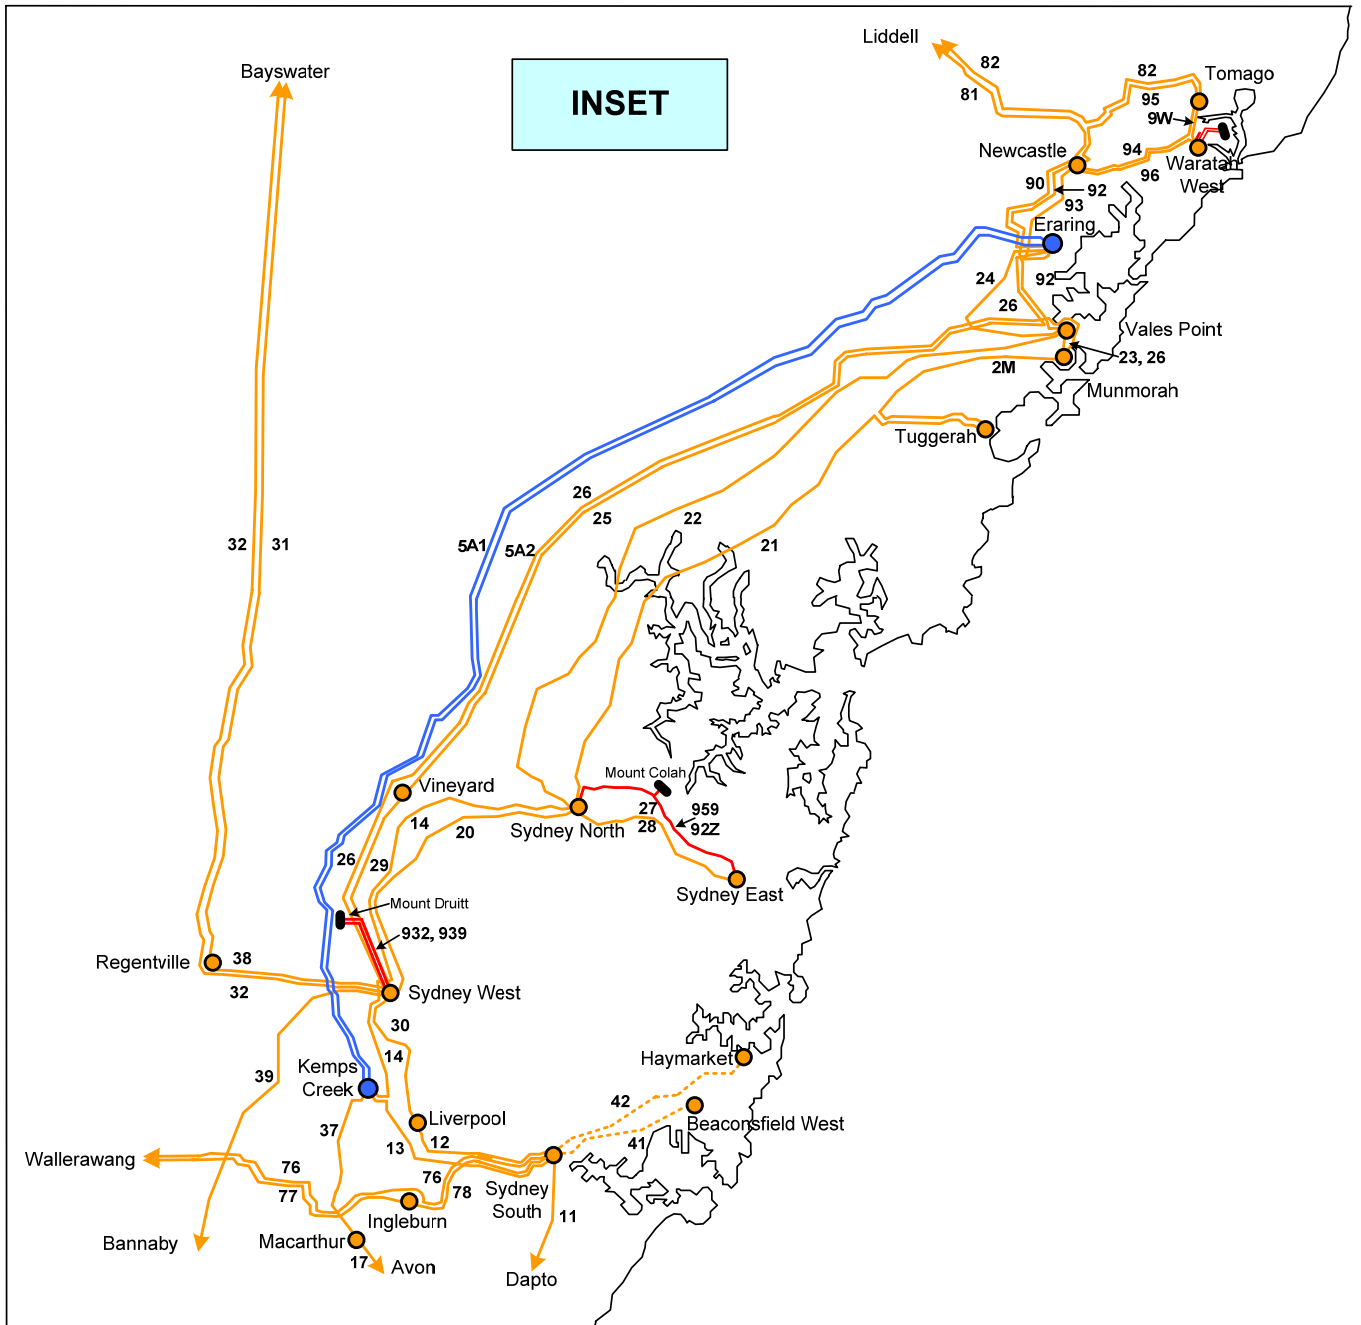 Liddell
82
82
Tomago
Bayswater
INSET
81
95
9W
Newcastle
94
Waratah
West
96
90
92
93
Eraring
24
92
26
Vales Point
23, 26
2M
Munmorah
Tuggerah
26
25
22
21
32
31
5A1
5A2
Mount Colah
Vineyard
27
959
14
20
Sydney North
28
92Z
26
29
Sydney East
Mount Druitt
932, 939
Regentville
38
32
Sydney West
30
14
Haymarket
Kemps
Creek
39
42
37
Liverpool
Beaconsfield West
13
12
41
Wallerawang
76
77
76
78
Sydney
South
Ingleburn
11
Bannaby
Macarthur
17
Avon
Dapto